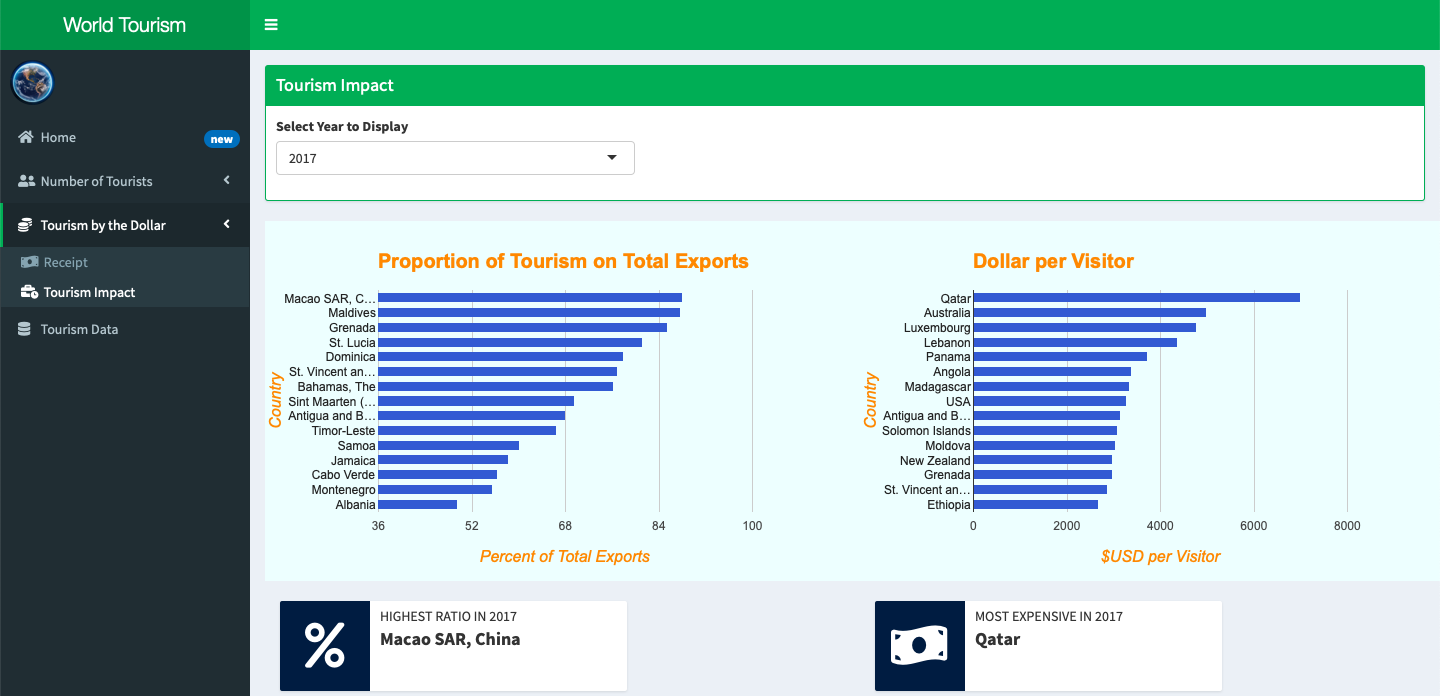 World Tourism
Home
new
Number of Tourists
Tourism by the Dollar
Receipt
Tourism Impact
Tourism Data
Tourism Impact
Select Year to Display
2017
Proportion of Tourism on Total Exports
Country
Macao SAR, C…
Maldives
Grenada
St. Lucia
Dominica
St. Vincent an…
Bahamas, The
Sint Maarten (…
Antigua and B…
Timor-Leste
Samoa
Jamaica
Cabo Verde
Montenegro
Albania
36 52 68 84 100
Percent of Total Exports
Dollar per Visitor
Country
Qatar
Australia
Luxembourg
Lebanon
Panama
Angola
Madagascar
USA
Antigua and B…
Solomon Islands
Moldova
New Zealand
Grenada
St. Vincent an…
Ethiopia
0 2000 4000 6000 8000
$USD per Visitor
%
HIGHEST RATIO IN 2017
Macao SAR, China
MOST EXPENSIVE IN 2017
Qatar